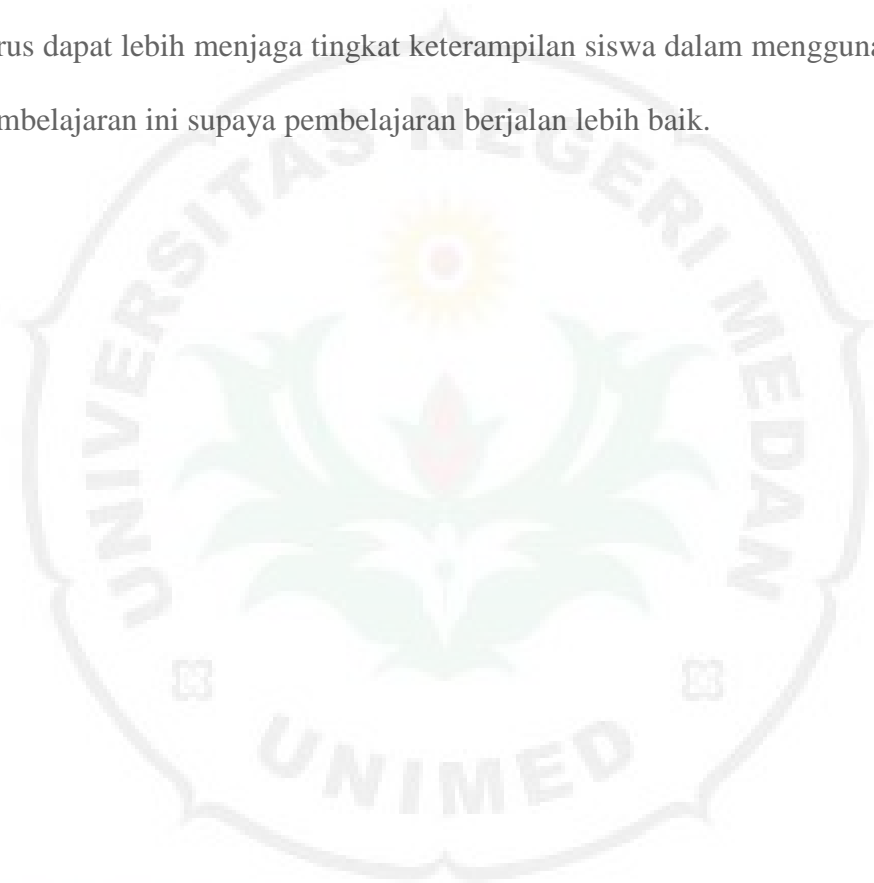 rus dapat lebih menjaga tingkat keterampilan siswa dalam mengguna
mbelajaran ini supaya pembelajaran berjalan lebih baik.
UNIVERSITAS NEGERI MEDAN
UNIMED